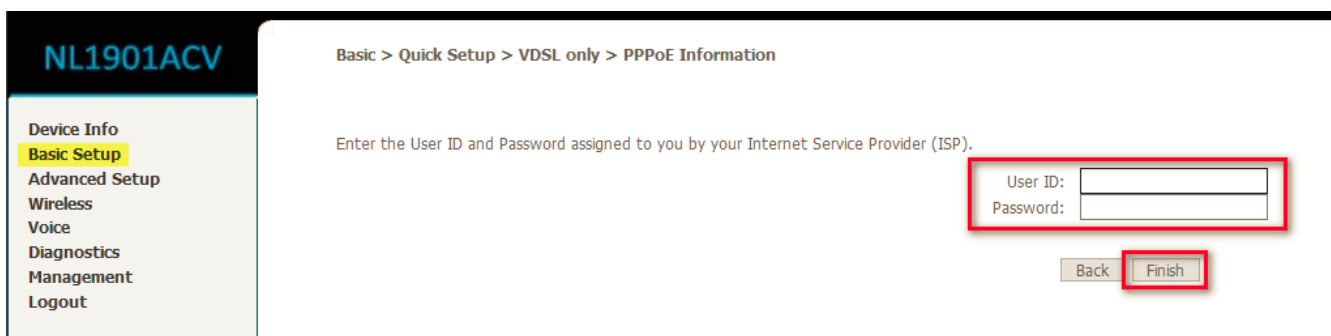 NL1901ACV
Basic > Quick Setup > VDSL only > PPPoE Information
Device Info
Basic Setup
Advanced Setup
Wireless
Voice
Diagnostics
Management
Logout
Enter the User ID and Password assigned to you by your Internet Service Provider (ISP).
User ID:
Password:
Back Finish